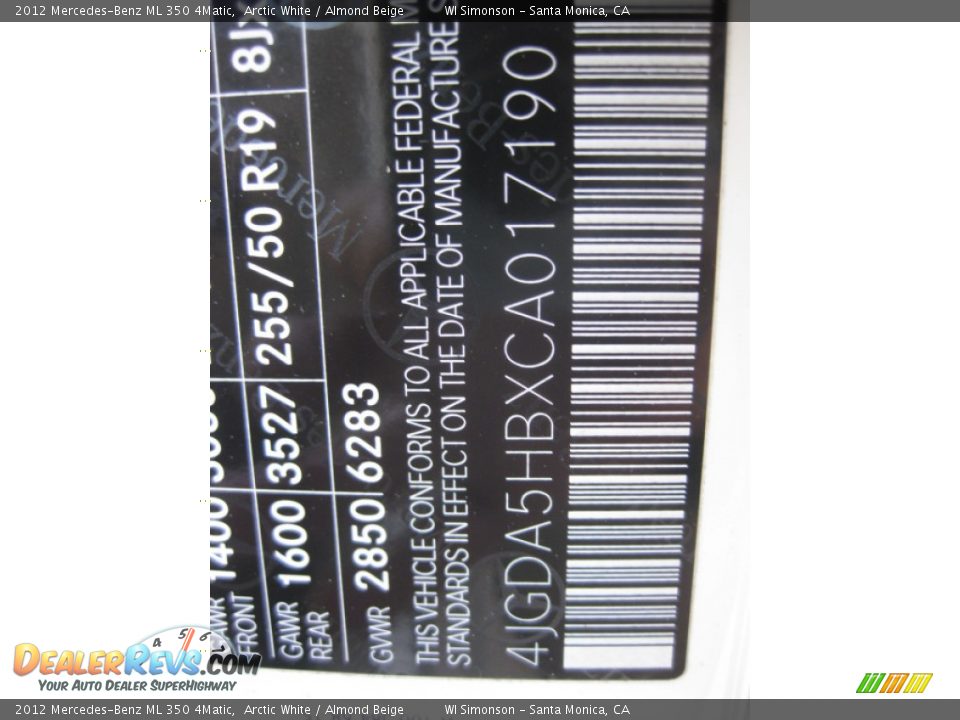 2012 Mercedes-Benz ML 350 4Matic, Arctic White / Almond Beige WI Simonson - Santa Monica, CA
FRONT
GAWR REAR 1600 3527 255/50 R19
GVWR 2850 6283
THIS VEHICLE CONFORMS TO ALL APPLICABLE FEDERAL
STANDARDS IN EFFECT ON THE DATE OF MANUFACTURE
4JGDA5HBXCA017190
DEALERREVS.COM
YOUR AUTO DEALER SUPERHIGHWAY
2012 Mercedes-Benz ML 350 4Matic, Arctic White / Almond Beige WI Simonson - Santa Monica, CA